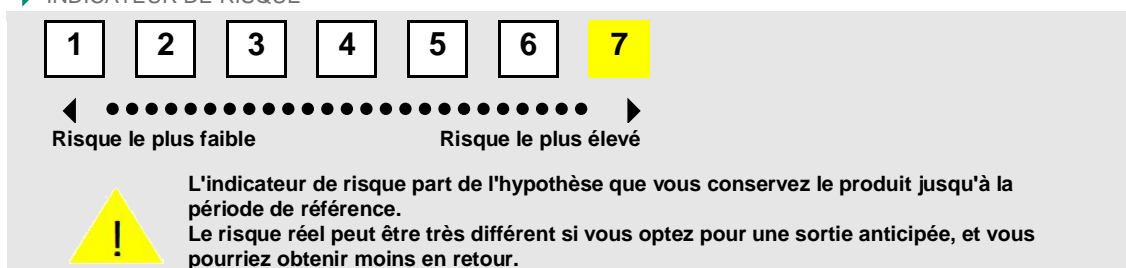 INDICATEUR DE RISQUE
1 2 3 4 5 6 7
Risque le plus faible Risque le plus élevé
L'indicateur de risque part de l'hypothèse que vous conservez le produit jusqu'à la
période de référence.
! Le risque réel peut être très différent si vous optez pour une sortie anticipée, et vous
pourriez obtenir moins en retour.